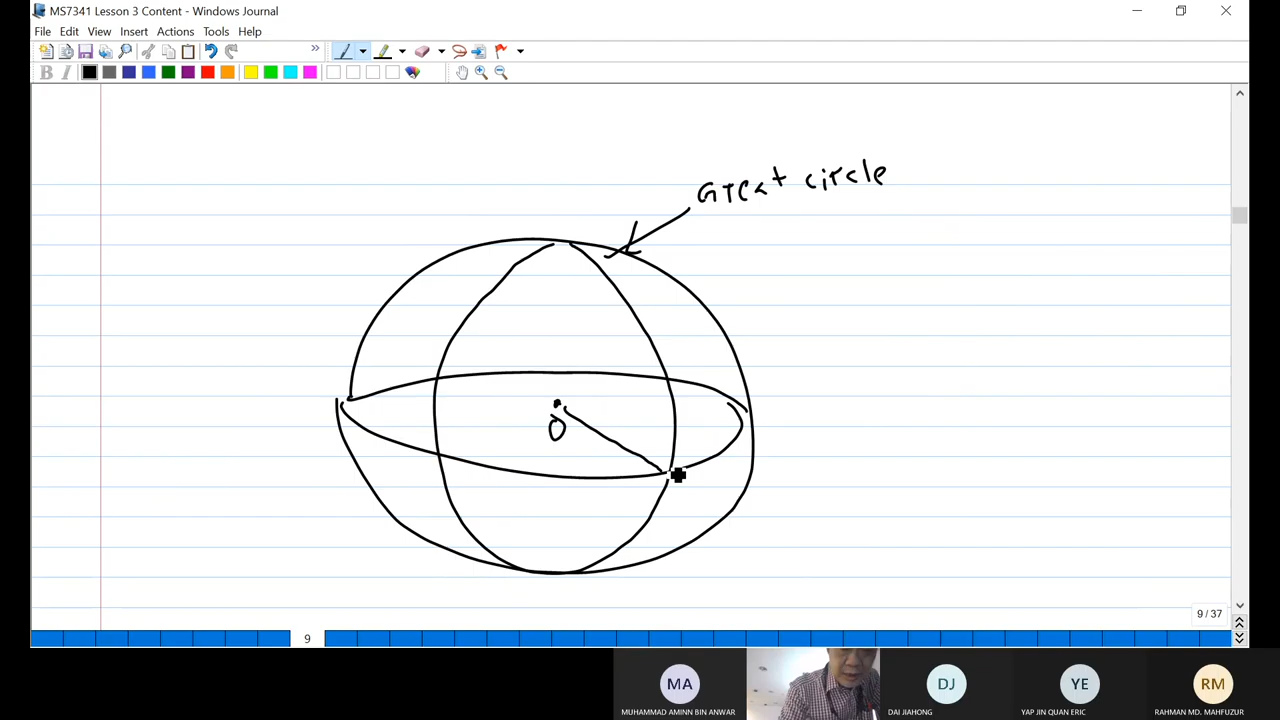 MS7341 Lesson 3 Content - Windows Journal
File Edit View Insert Actions Tools Help
B I
Great circle
O
9 / 37
9
MA DJ YE RM
MUHAMMAD AMINN BIN ANWAR DAI JIAHONG YAP JIN QUAN ERIC RAHMAN MD. MAHFUZUR